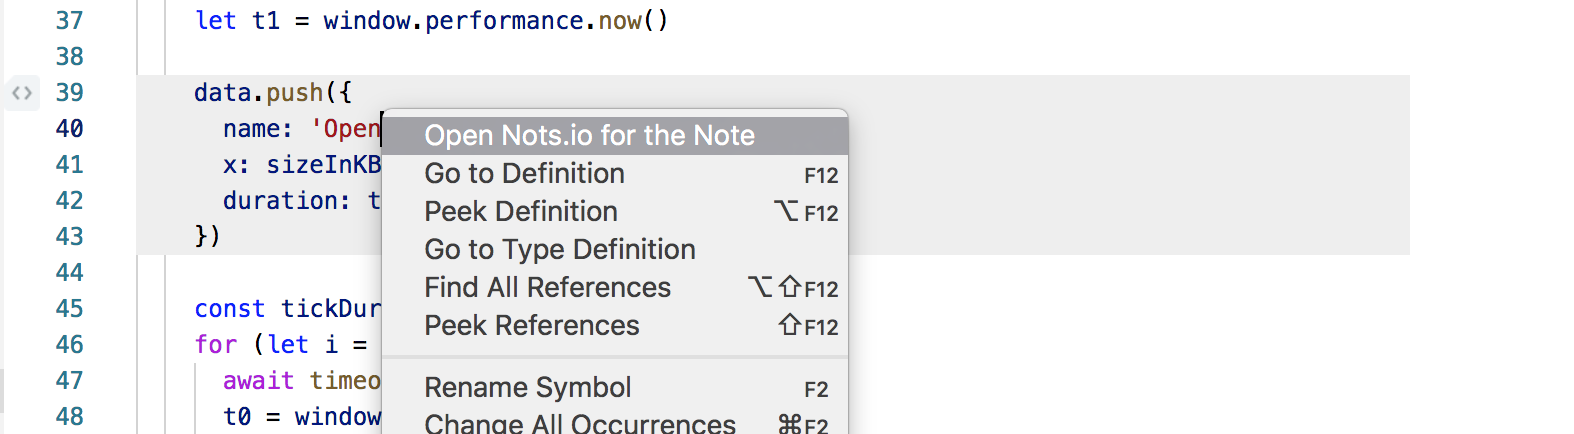 37 let t1 = window.performance.now()
38
39 data.push({
40 name: 'Open
41 x: sizeInKB
42 duration: t
43 })
44
45 const tickDur
46 for (let i =
47 await timeo
48 t0 = window
Open Nots.io for the Note
Go to Definition F12
Peek Definition ⌥F12
Go to Type Definition
Find All References ⌥⇧F12
Peek References ⇧F12
Rename Symbol F2
Change All Occurrences ⌘F2